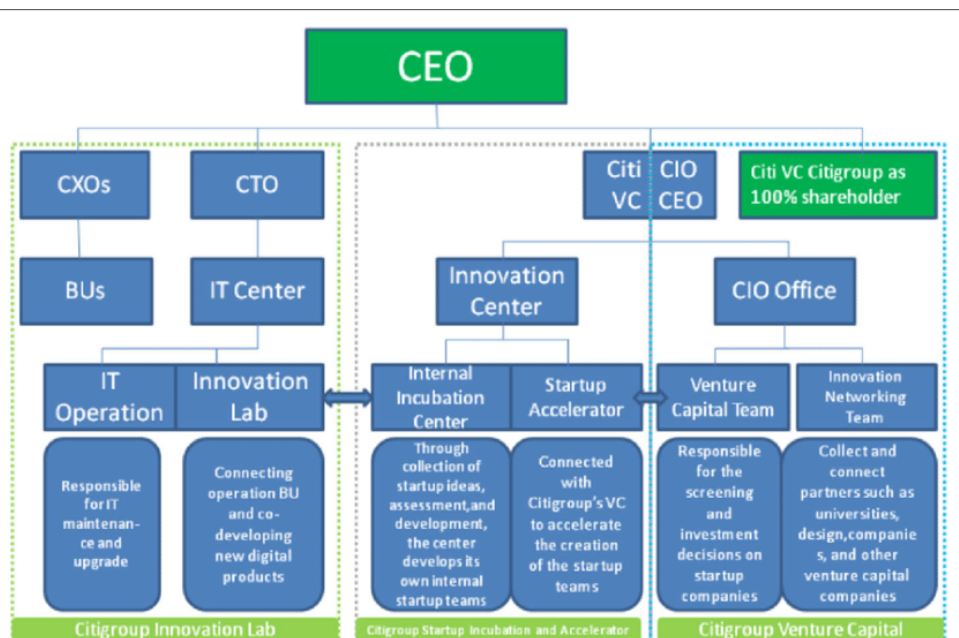 CEO
CXOs
CTO
Citi
VC
CIO
CEO
Citi VC Citigroup as
100% shareholder
BUs
IT Center
Innovation
Center
CIO Office
IT
Operation
Innovation
Lab
Internal
Incubation
Center
Startup
Accelerator
Venture
Capital Team
Innovation
Networking
Team
Responsible
for IT
maintenan-
ce and
upgrade
Connecting
operation BU
and co-
developing
new digital
products
Through
collection of
startup ideas,
assessment,and
development,
the center
develops its
own internal
startup teams
Connected
with
Citigroup's VC
to accelerate
the creation
of the startup
teams
Responsible
for the
screening
and
investment
decisions on
startup
companies
Collect and
connect
partners such as
universities,
design,companie
s, and other
venture capital
companies
Citigroup Innovation Lab
Citigroup Startup Incubation and Accelerator
Citigroup Venture Capital